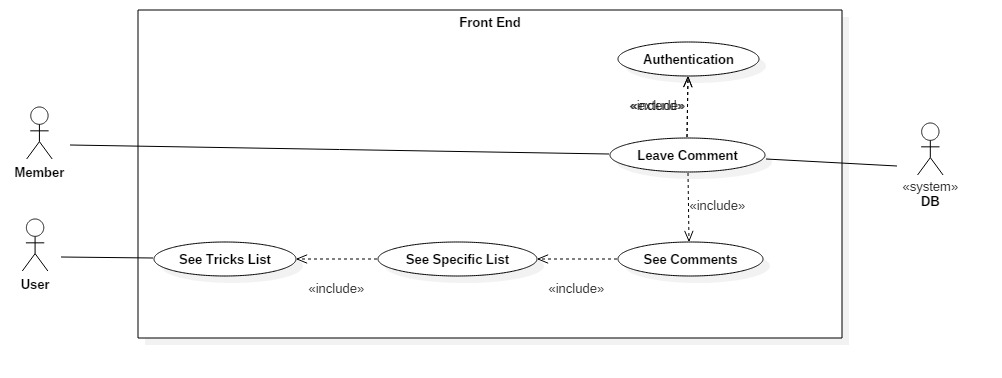 Front End
Authentication
Member
Leave Comment
«system»
DB
«include»
User
See Tricks List
See Specific List
See Comments
«include»
«include»